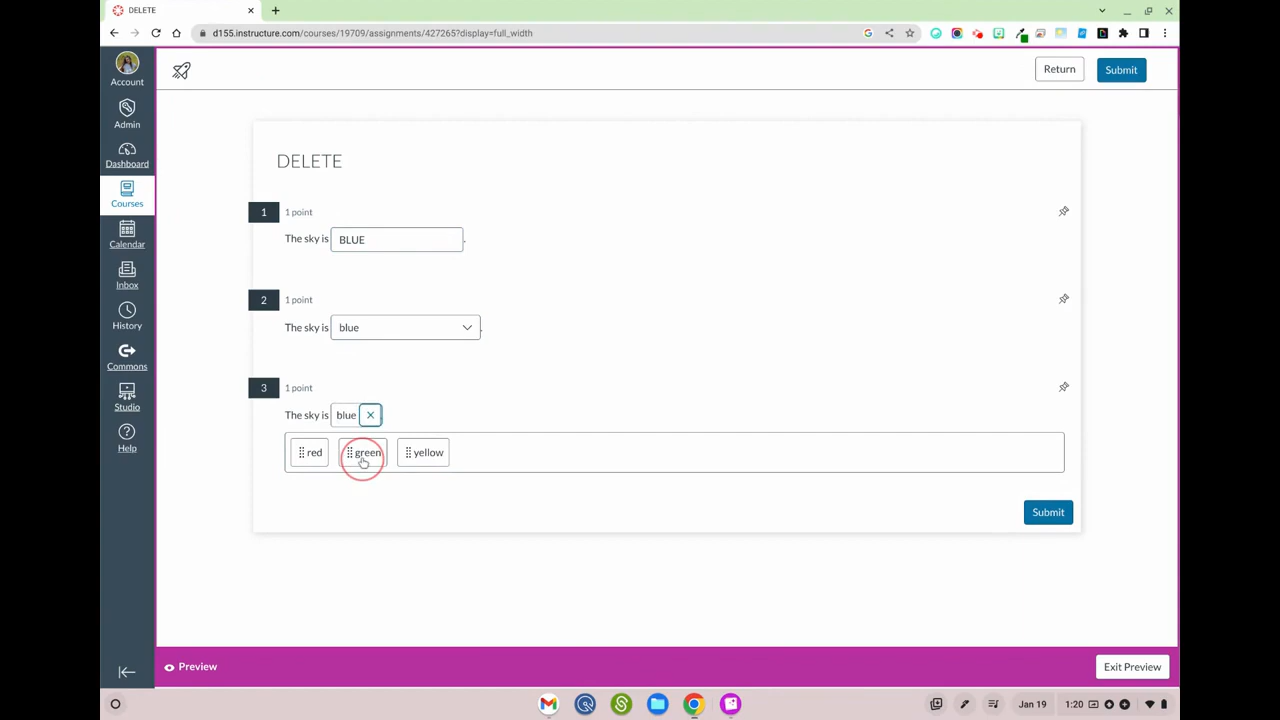 DELETE
d155.instructure.com/courses/19709/assignments/427265?display=full_width
Account
Admin
Dashboard
Courses
Calendar
Inbox
History
Commons
Studio
Help
Return
Submit
DELETE
1
1 point
The sky is BLUE.
2
1 point
The sky is blue.
3
1 point
The sky is blue
red
green
yellow
Submit
Preview
Exit Preview
Jan 19
1:20